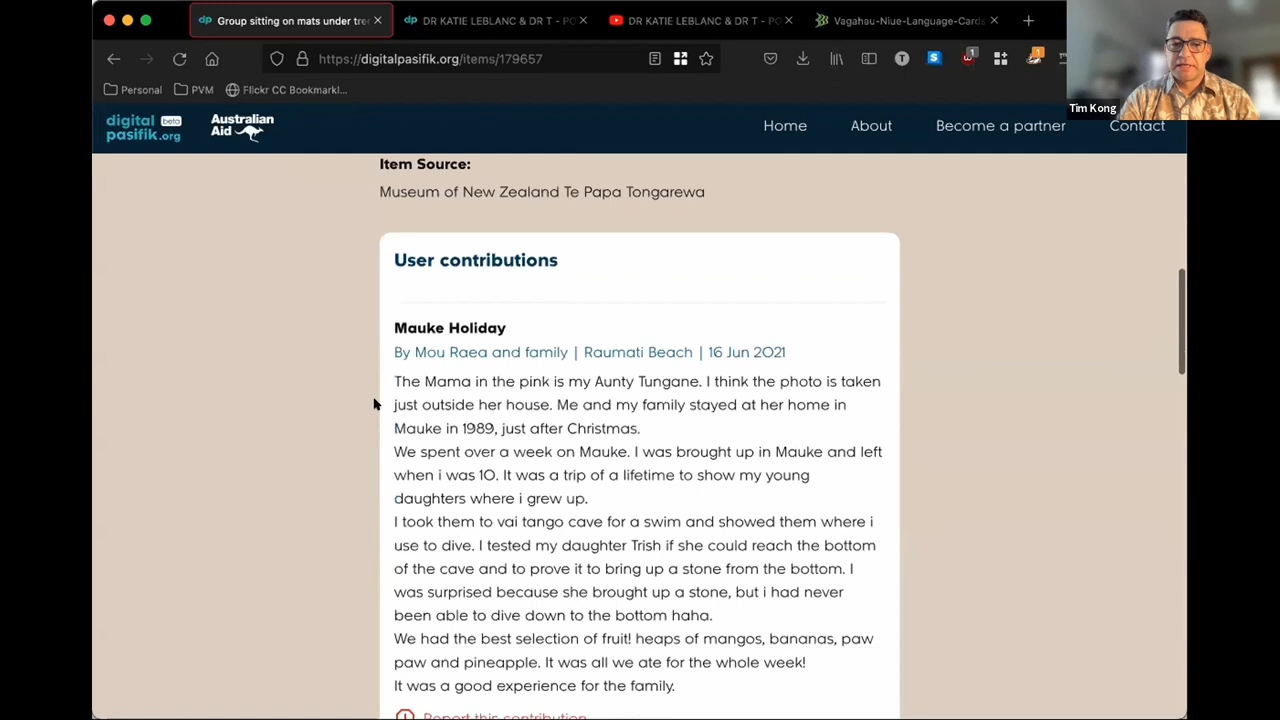 Group sitting on mats under tre
DR KATIE LEBLANC & DR T - PO
DR KATIE LEBLANC & DR T - PO
Vagahau-Niue-Language-Cards
https://digitalpasifik.org/items/179657
1
1
Personal
PVM
Flickr CC Bookmarkl...
Tim Kong
digital beta
pasifik.org
Australian
Aid
Home
About
Become a partner
Contact
Item Source:
Museum of New Zealand Te Papa Tongarewa
User contributions
Mauke Holiday
By Mou Raea and family | Raumati Beach | 16 Jun 2021
The Mama in the pink is my Aunty Tungane. I think the photo is taken
just outside her house. Me and my family stayed at her home in
Mauke in 1989, just after Christmas.
We spent over a week on Mauke. I was brought up in Mauke and left
when i was 10. It was a trip of a lifetime to show my young
daughters where i grew up.
I took them to vai tango cave for a swim and showed them where i
use to dive. I tested my daughter Trish if she could reach the bottom
of the cave and to prove it to bring up a stone from the bottom. I
was surprised because she brought up a stone, but i had never
been able to dive down to the bottom haha.
We had the best selection of fruit! heaps of mangos, bananas, paw
paw and pineapple. It was all we ate for the whole week!
It was a good experience for the family.
Report this contribution